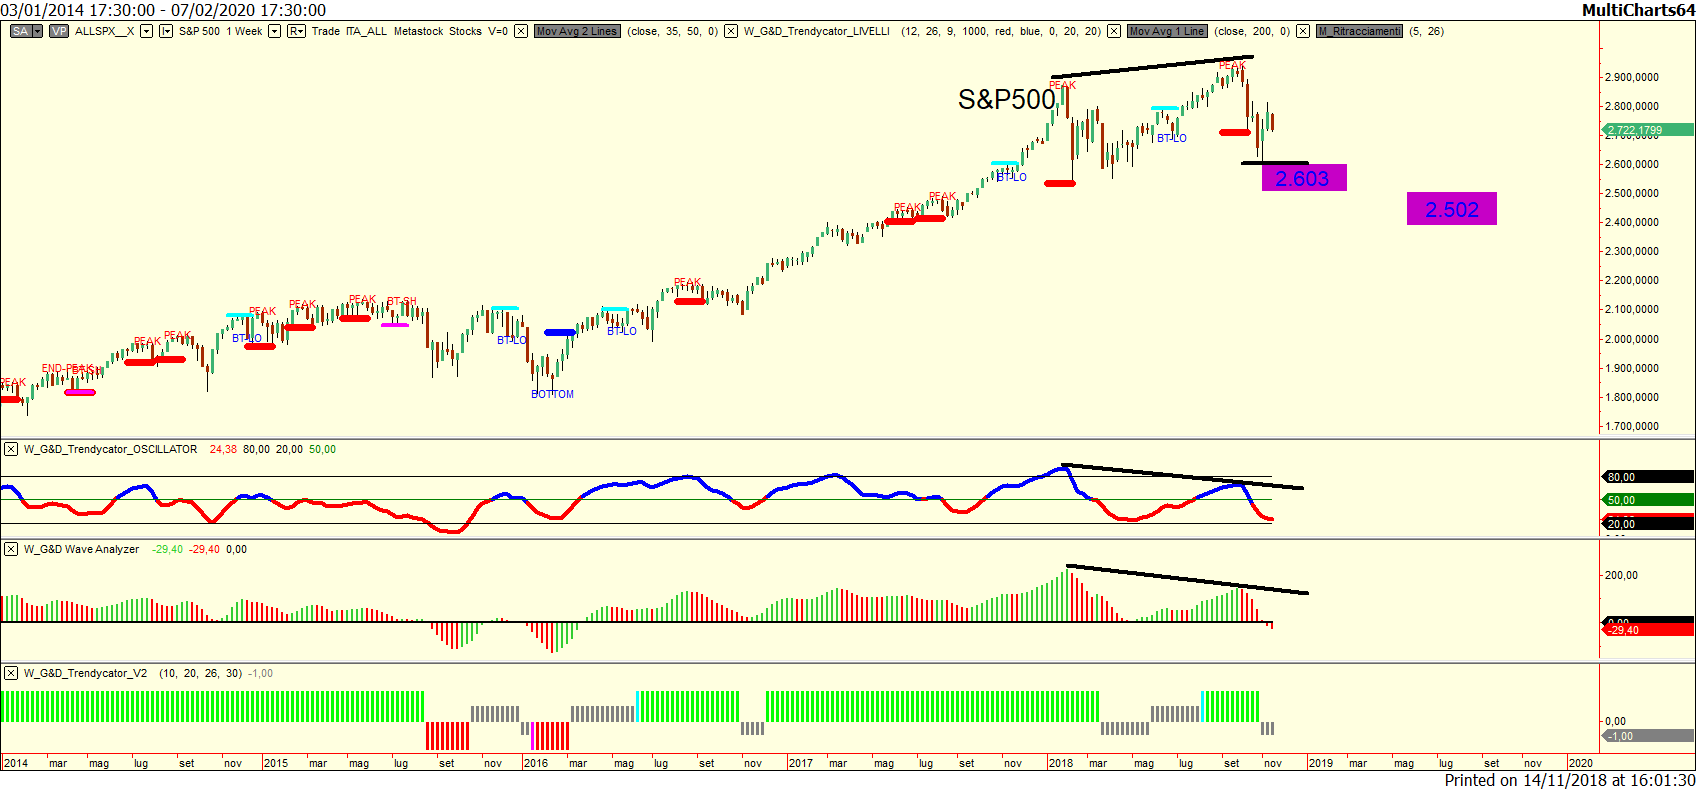 03/01/2014 17:30:00 - 07/02/2020 17:30:00
MultiCharts64
SA VP ALLSPX__X S&P 500 1 Week R Trade ITA_ALL Metastock Stocks V=0 Mov Avg 2 Lines (close, 35, 50, 0) W_G&D_Trendycator_LIVELLI (12, 26, 9, 1000, red, blue, 0, 20, 20) Mov Avg 1 Line (close, 200, 0) M_Ritracciamenti (5, 26)
PEAK
S&P500
PEAK
2.900,0000
2.800,0000
2.722,1799
BT-LO
2.600,0000
BT-LO
2.603
2.500,0000
PEAK
PEAK
2.502
2.400,0000
2.300,0000
PEAK
2.200,0000
PEAK
PEAK
PEAK
BT-SH
2.100,0000
BT-LO
BT-LO
BT-LO
PEAK
PEAK
2.000,0000
1.900,0000
PEAK
BOTTOM
1.800,0000
1.700,0000
W_G&D_Trendycator_OSCILLATOR 24,38 80,00 20,00 50,00
80,00
50,00
20,00
W_G&D Wave Analyzer -29,40 -29,40 0,00
200,00
0,00
-29,40
W_G&D_Trendycator_V2 (10, 20, 26, 30) -1,00
0,00
-1,00
2014 mar mag lug set nov 2015 mar mag lug set nov 2016 mar mag lug set nov 2017 mar mag lug set nov 2018 mar mag lug set nov 2019 mar mag lug set nov 2020
Printed on 14/11/2018 at 16:01:30